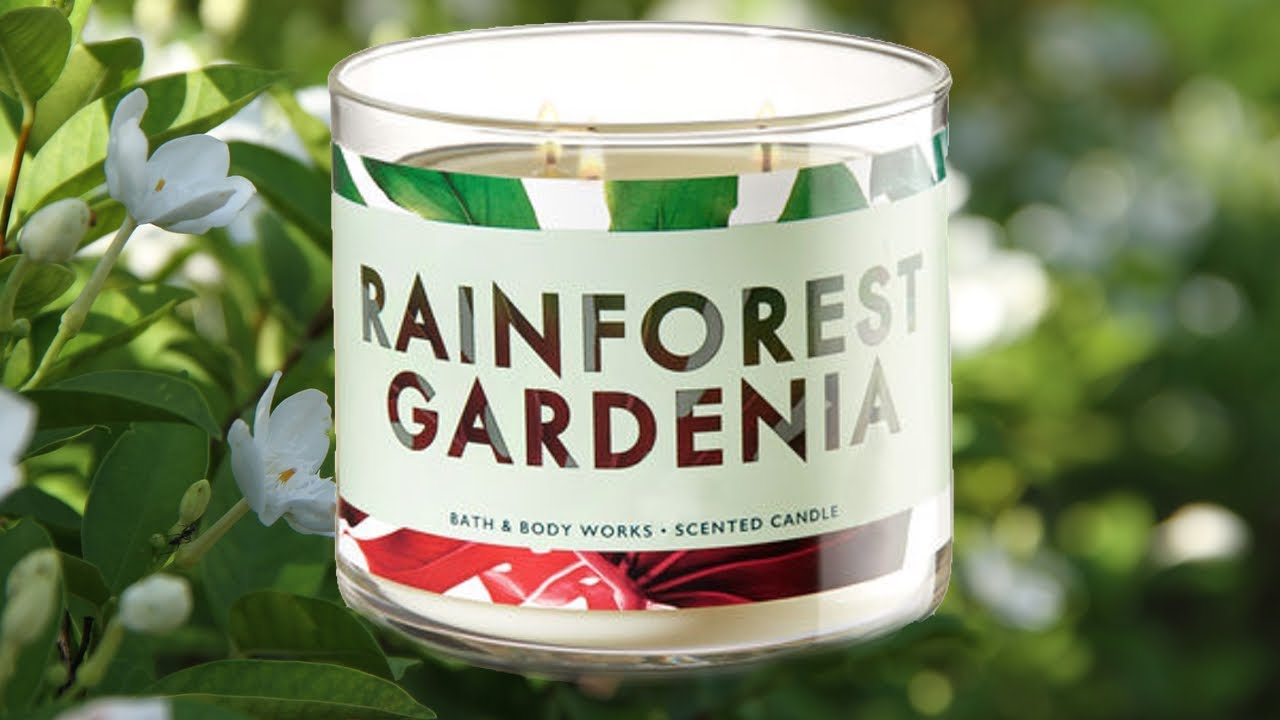 RAINFOREST
GARDENIA
BATH & BODY WORKS • SCENTED CANDLE